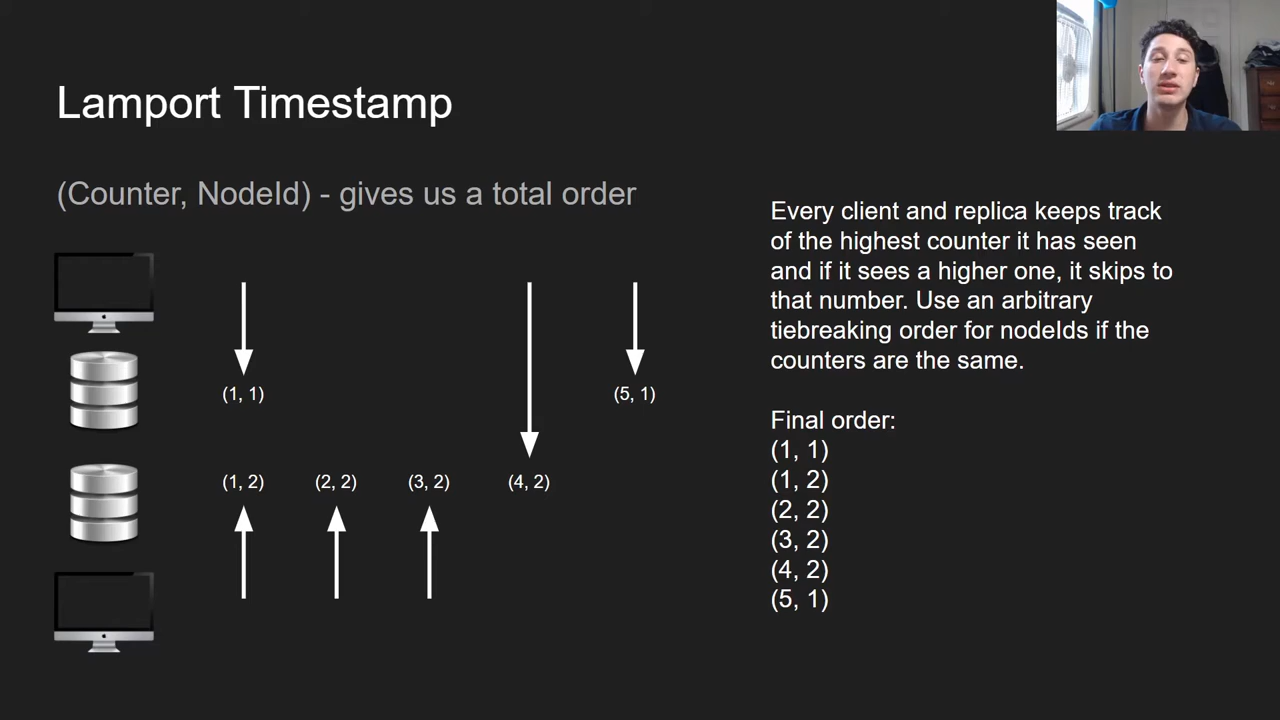 Lamport Timestamp
(Counter, NodeId) - gives us a total order
(1, 1)
(5, 1)
(1, 2)
(2, 2)
(3, 2)
(4, 2)
Every client and replica keeps track
of the highest counter it has seen
and if it sees a higher one, it skips to
that number. Use an arbitrary
tiebreaking order for nodeIds if the
counters are the same.
Final order:
(1, 1)
(1, 2)
(2, 2)
(3, 2)
(4, 2)
(5, 1)